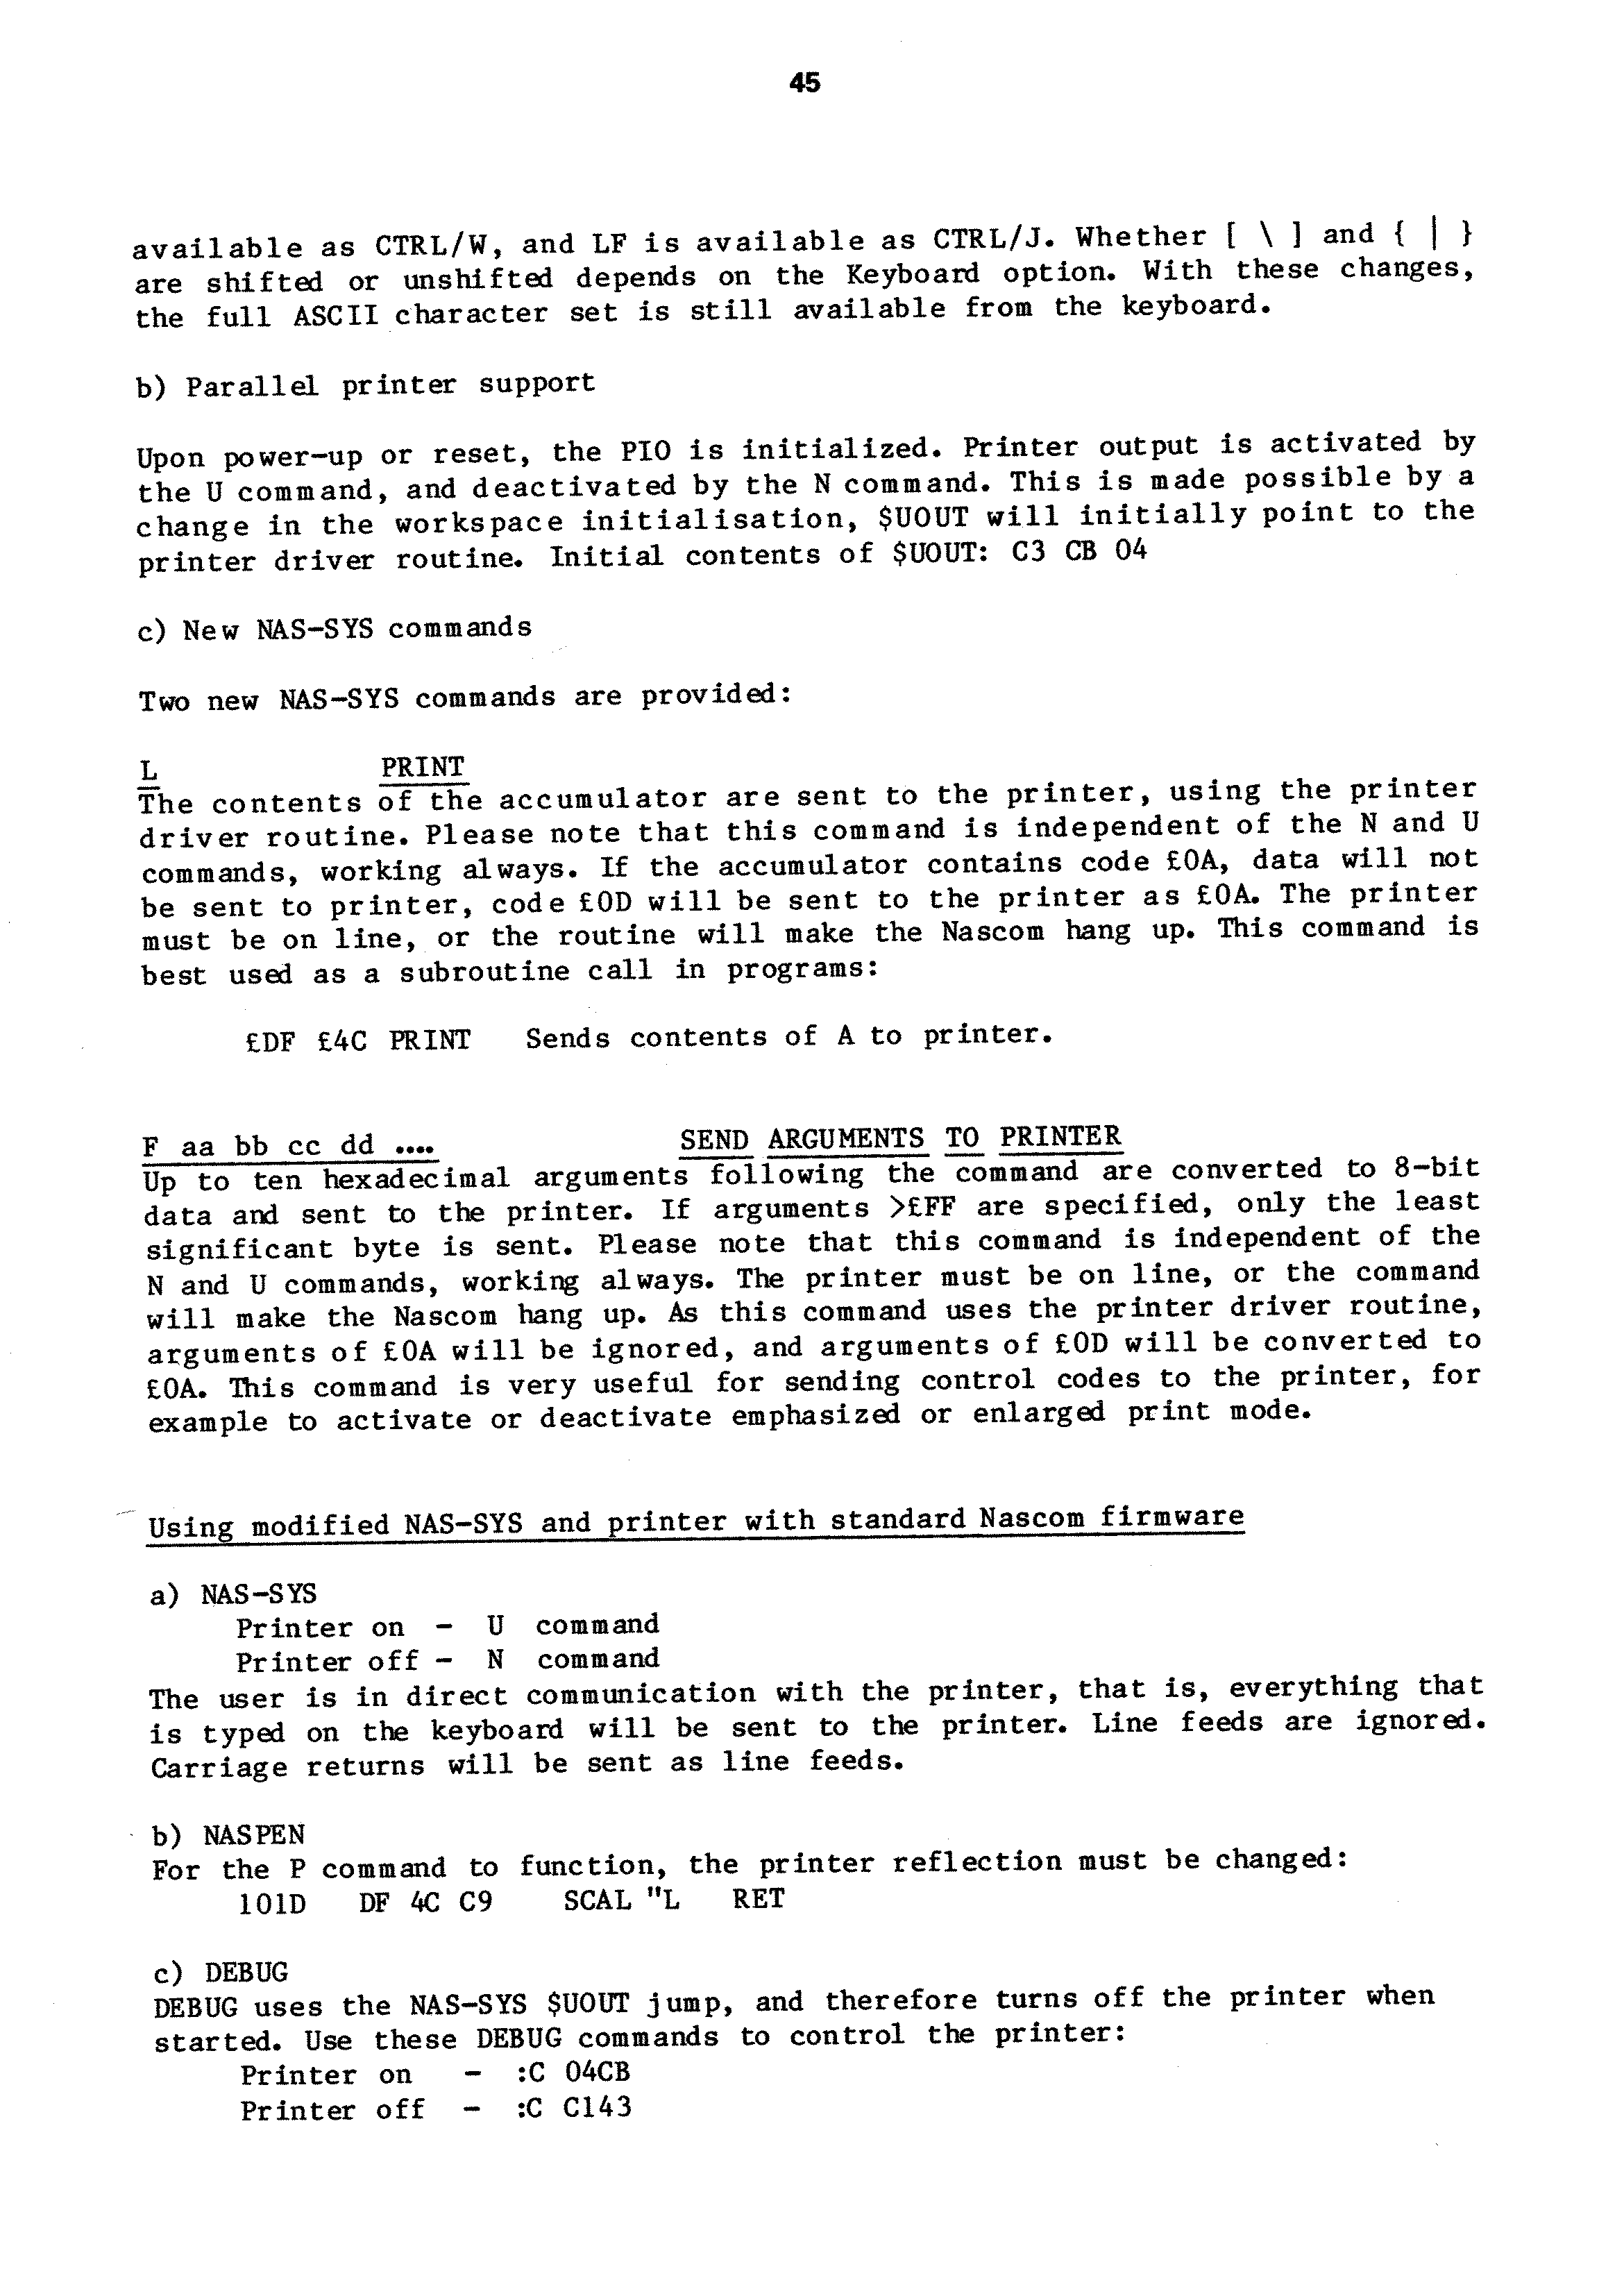 45
available as CTRL/W, and LF is available as CTRL/J. Whether [ \ ] and { | }
are shifted or unshifted depends on the Keyboard option. With these changes,
the full ASCII character set is still available from the keyboard.
b) Parallel printer support
Upon power-up or reset, the PIO is initialized. Printer output is activated by
the U command, and deactivated by the N command. This is made possible by a
change in the workspace initialisation, $UOUT will initially point to the
printer driver routine. Initial contents of $UOUT: C3 CB 04
c) New NAS-SYS commands
Two new NAS-SYS commands are provided:
L PRINT
The contents of the accumulator are sent to the printer, using the printer
driver routine. Please note that this command is independent of the N and U
commands, working always. If the accumulator contains code £0A, data will not
be sent to printer, code £0D will be sent to the printer as £0A. The printer
must be on line, or the routine will make the Nascom hang up. This command is
best used as a subroutine call in programs:
£DF £4C PRINT Sends contents of A to printer.
F aa bb cc dd .... SEND ARGUMENTS TO PRINTER
Up to ten hexadecimal arguments following the command are converted to 8-bit
data and sent to the printer. If arguments >£FF are specified, only the least
significant byte is sent. Please note that this command is independent of the
N and U commands, working always. The printer must be on line, or the command
will make the Nascom hang up. As this command uses the printer driver routine,
arguments of £0A will be ignored, and arguments of £0D will be converted to
£0A. This command is very useful for sending control codes to the printer, for
example to activate or deactivate emphasized or enlarged print mode.
Using modified NAS-SYS and printer with standard Nascom firmware
a) NAS-SYS
Printer on - U command
Printer off - N command
The user is in direct communication with the printer, that is, everything that
is typed on the keyboard will be sent to the printer. Line feeds are ignored.
Carriage returns will be sent as line feeds.
b) NASPEN
For the P command to function, the printer reflection must be changed:
101D DF 4C C9 SCAL "L RET
c) DEBUG
DEBUG uses the NAS-SYS $UOUT jump, and therefore turns off the printer when
started. Use these DEBUG commands to control the printer:
Printer on - :C 04CB
Printer off - :C C143